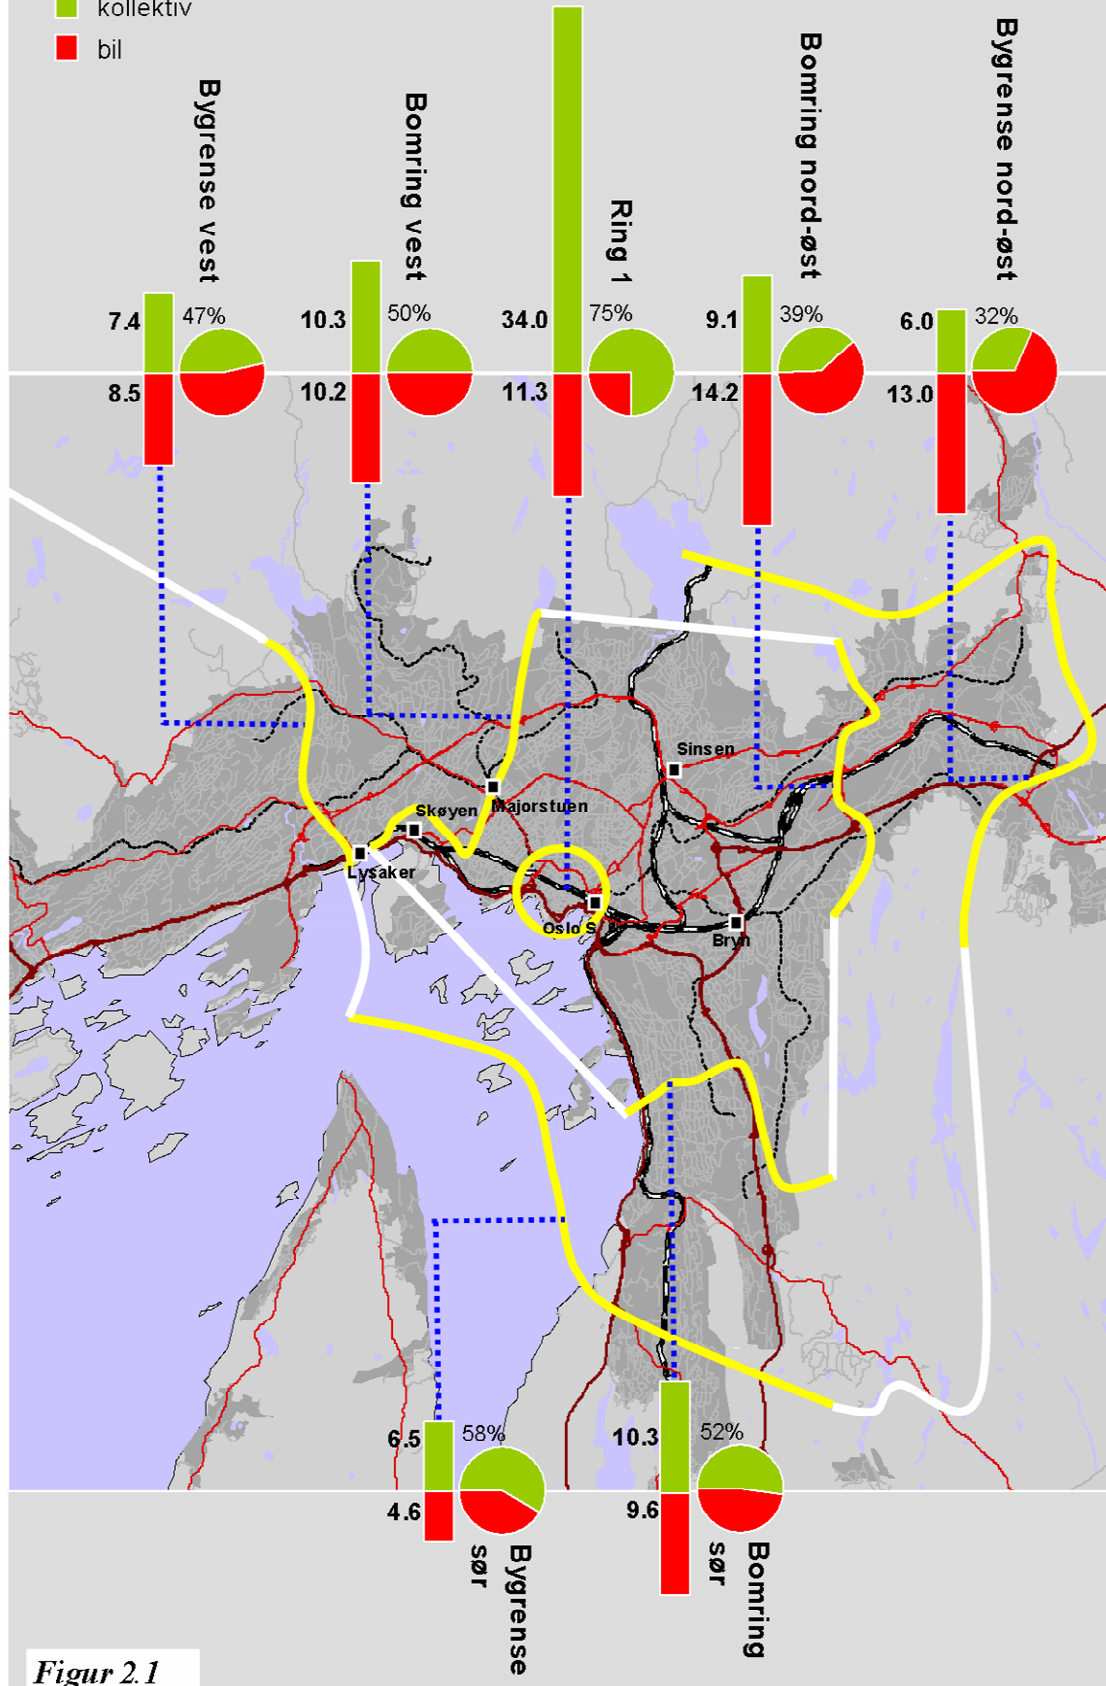 kollektiv
bil
Bygrense vest
Bomring vest
Ring 1
Bomring nord-øst
Bygrense nord-øst
7.4
47%
8.5
10.3
50%
10.2
34.0
75%
11.3
9.1
39%
14.2
6.0
32%
13.0
Sinsen
Majorstuen
Skøyen
Lysaker
Oslo S
Bryn
6.5
58%
4.6
10.3
52%
9.6
Bygrense
sør
Bomring
sør
Figur 2.1